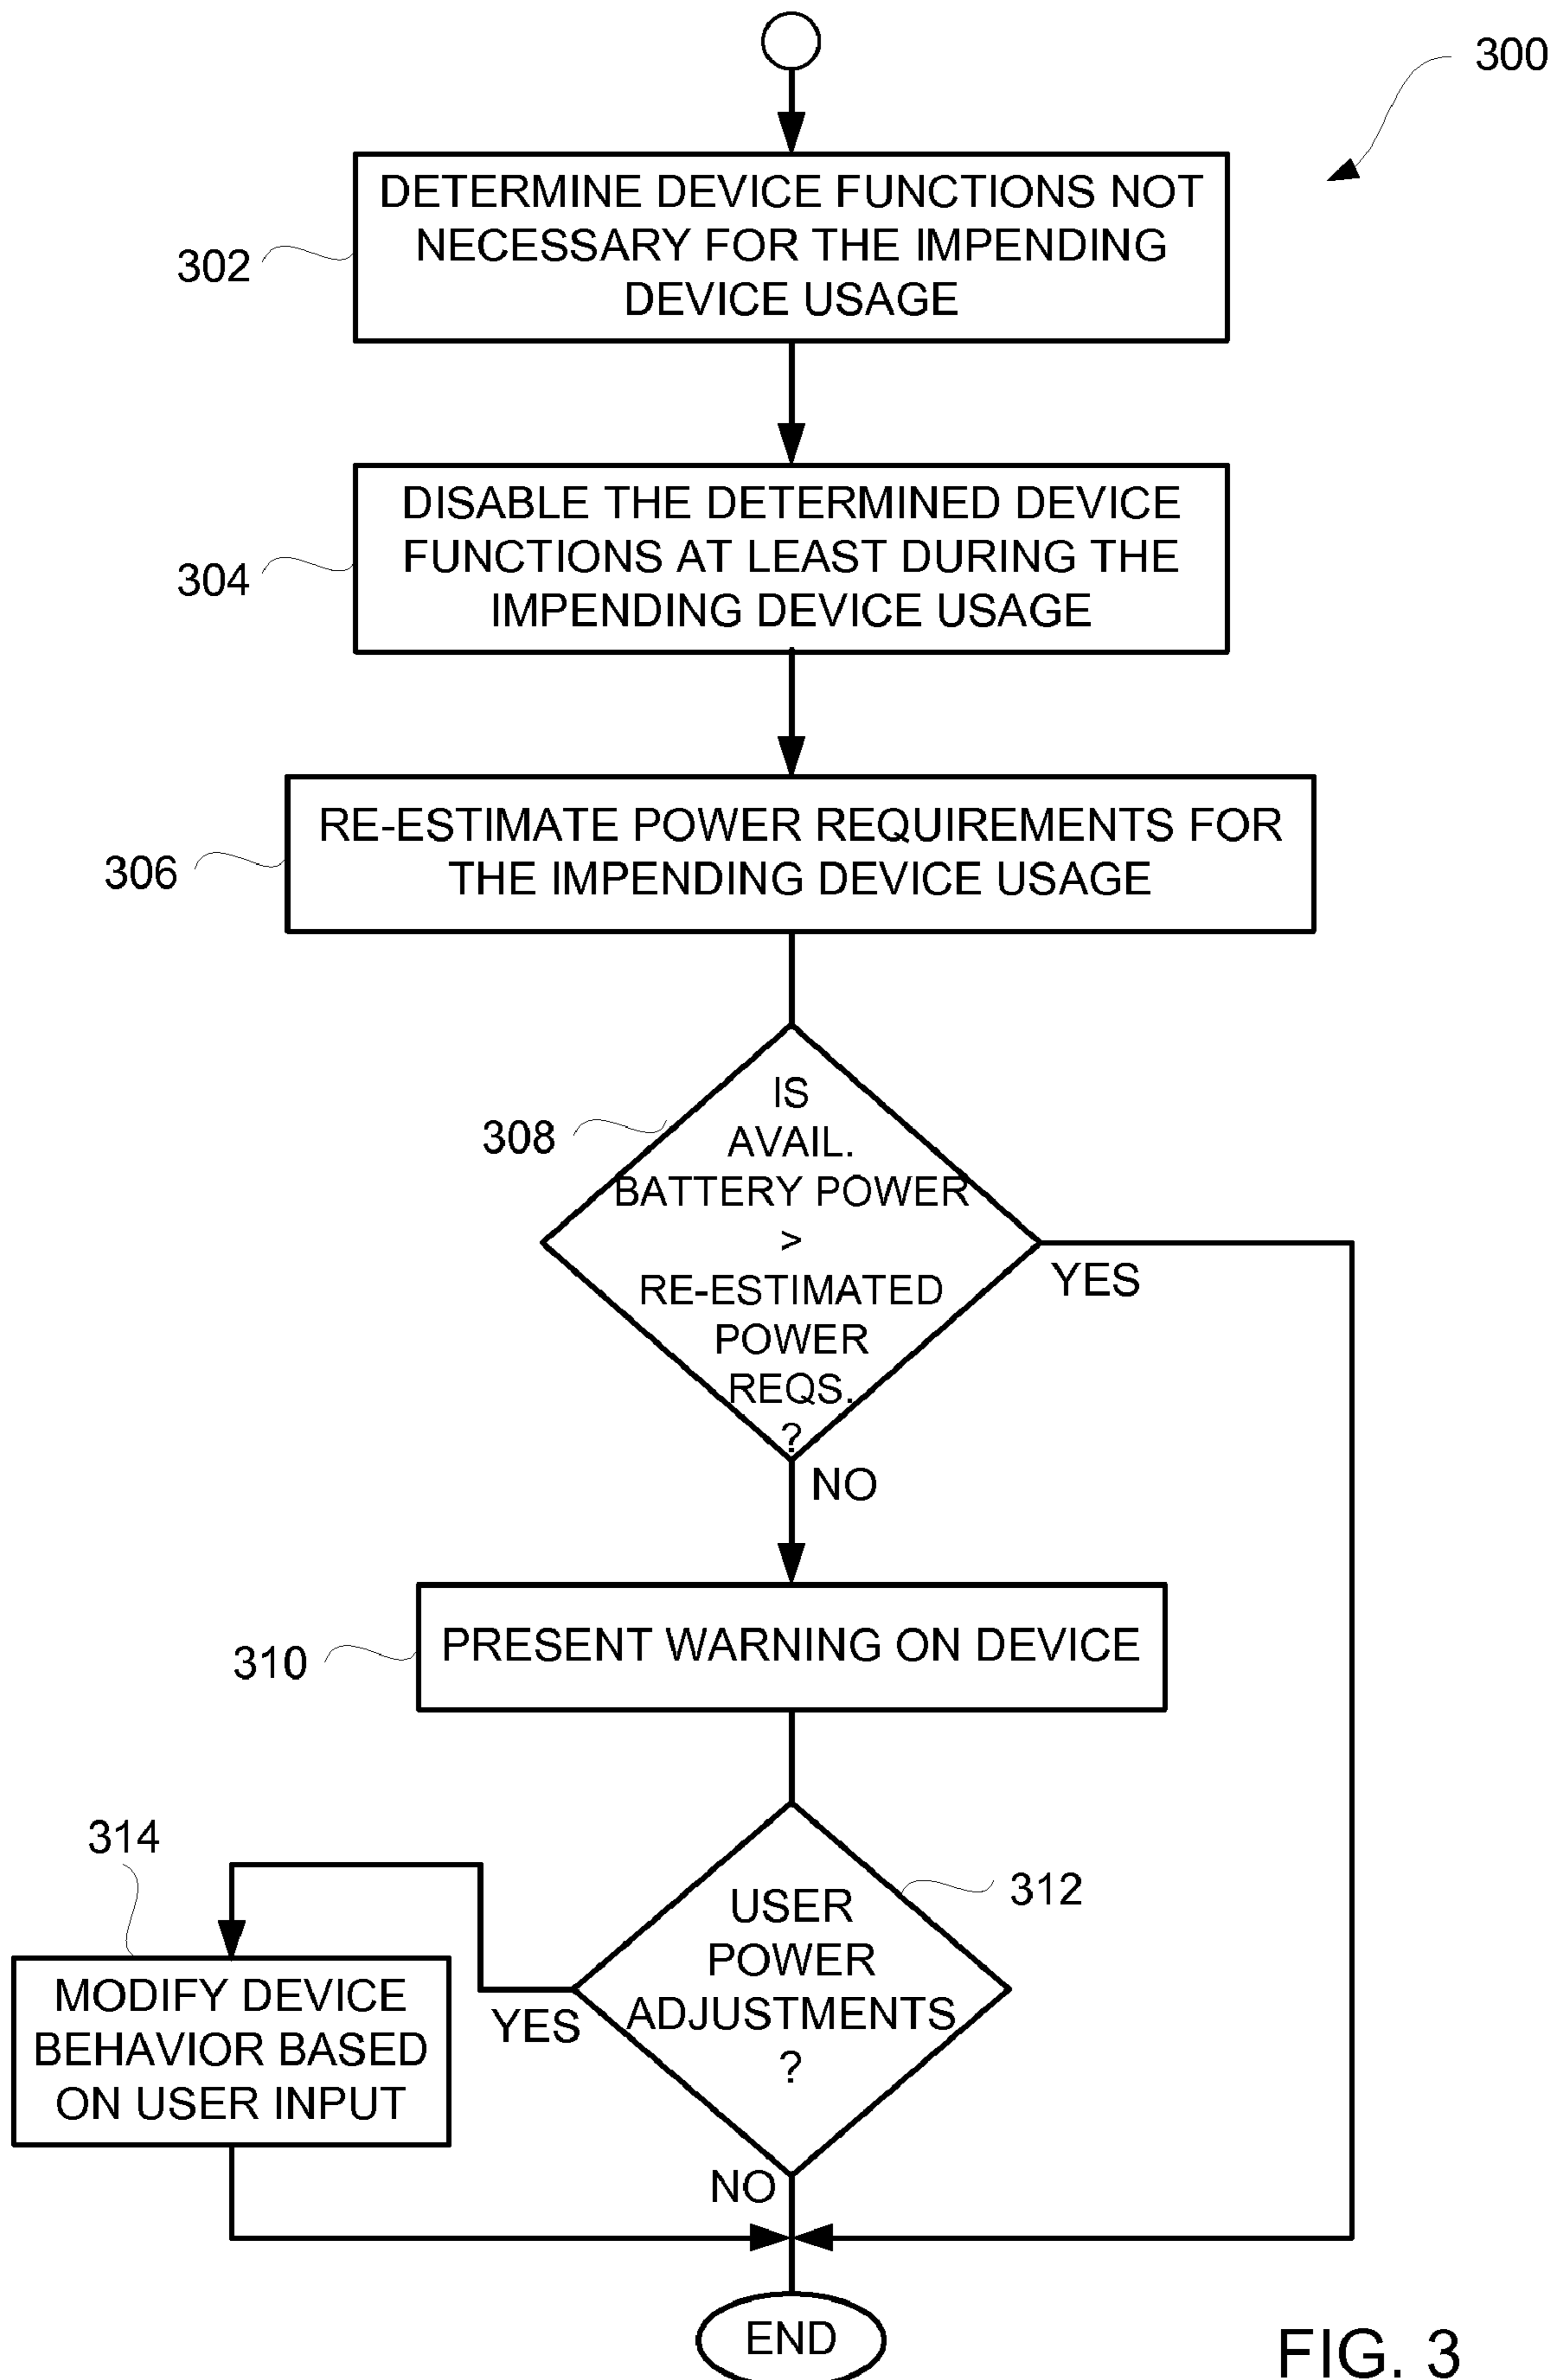 300
DETERMINE DEVICE FUNCTIONS NOT
NECESSARY FOR THE IMPENDING
DEVICE USAGE
302
DISABLE THE DETERMINED DEVICE
FUNCTIONS AT LEAST DURING THE
IMPENDING DEVICE USAGE
304
RE-ESTIMATE POWER REQUIREMENTS FOR
THE IMPENDING DEVICE USAGE
306
IS
AVAIL.
BATTERY POWER
>
RE-ESTIMATED
POWER
REQS.
?
308
YES
NO
PRESENT WARNING ON DEVICE
310
USER
POWER
ADJUSTMENTS
?
312
314
YES
MODIFY DEVICE
BEHAVIOR BASED
ON USER INPUT
NO
END
FIG. 3